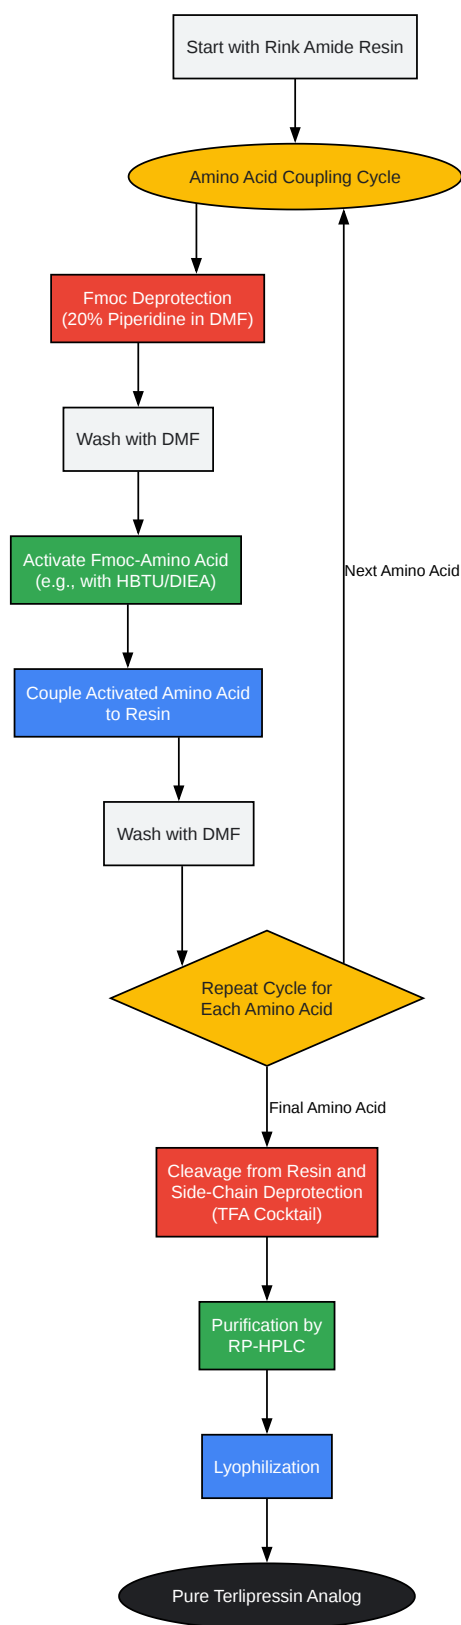 Start with Rink Amide Resin
Amino Acid Coupling Cycle
Fmoc Deprotection
(20% Piperidine in DMF)
Wash with DMF
Activate Fmoc-Amino Acid
(e.g., with HBTU/DIEA)
Next Amino Acid
Couple Activated Amino Acid
to Resin
Wash with DMF
Repeat Cycle for
Each Amino Acid
Final Amino Acid
Cleavage from Resin and
Side-Chain Deprotection
(TFA Cocktail)
Purification by
RP-HPLC
Lyophilization
Pure Terlipressin Analog